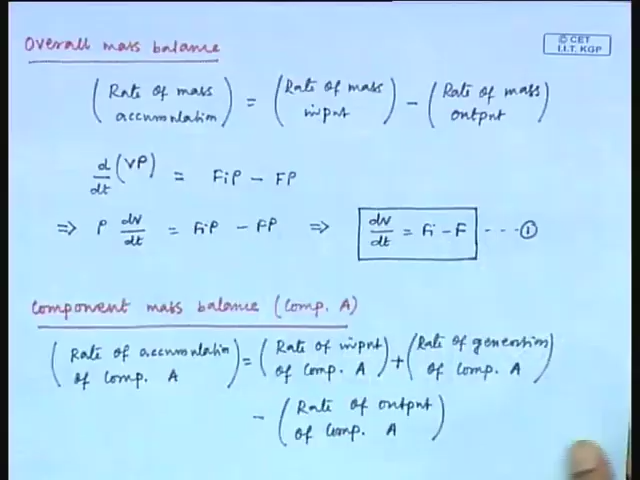 Overall mass balance
© CET
I.I.T. KGP
(Rate of mass accumulation) = (Rate of mass input) - (Rate of mass output)
d/dt (Vρ) = Fiρ - Fρ
⇒ ρ dV/dt = Fiρ - Fρ ⇒ dV/dt = Fi - F ---①
Component mass balance (Comp. A)
(Rate of accumulation of comp. A) = (Rate of input of comp. A) + (Rate of generation of comp. A)
- (Rate of output of comp. A)